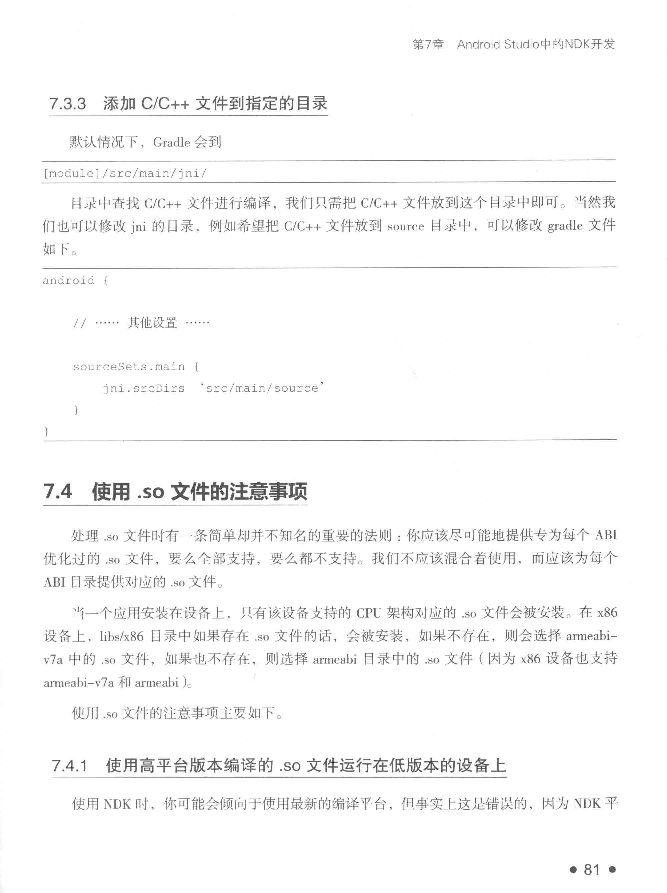 第7章 Android Studio中的NDK开发
7.3.3 添加 C/C++ 文件到指定的目录
默认情况下，Gradle 会到
[module]/src/main/jni/
目录中查找 C/C++ 文件进行编译，我们只需把 C/C++ 文件放到这个目录中即可。当然我
们也可以修改 jni 的目录，例如希望把 C/C++ 文件放到 source 目录中，可以修改 gradle 文件
如下。
android {
// …… 其他设置 ……
sourceSets.main {
jni.srcDirs 'src/main/source'
}
}
7.4 使用 .so 文件的注意事项
处理 .so 文件时有一条简单却并不知名的重要的法则：你应该尽可能地提供专为每个 ABI
优化过的 .so 文件，要么全部支持，要么都不支持。我们不应该混合着使用，而应该为每个
ABI 目录提供对应的 .so 文件。
当一个应用安装在设备上，只有该设备支持的 CPU 架构对应的 .so 文件会被安装。在 x86
设备上，libs/x86 目录中如果存在 .so 文件的话，会被安装，如果不存在，则会选择 armeabi-
v7a 中的 .so 文件，如果也不存在，则选择 armeabi 目录中的 .so 文件（因为 x86 设备也支持
armeabi-v7a 和 armeabi）。
使用 .so 文件的注意事项主要如下。
7.4.1 使用高平台版本编译的 .so 文件运行在低版本的设备上
使用 NDK 时，你可能会倾向于使用最新的编译平台，但事实上这是错误的，因为 NDK 平
• 81 •